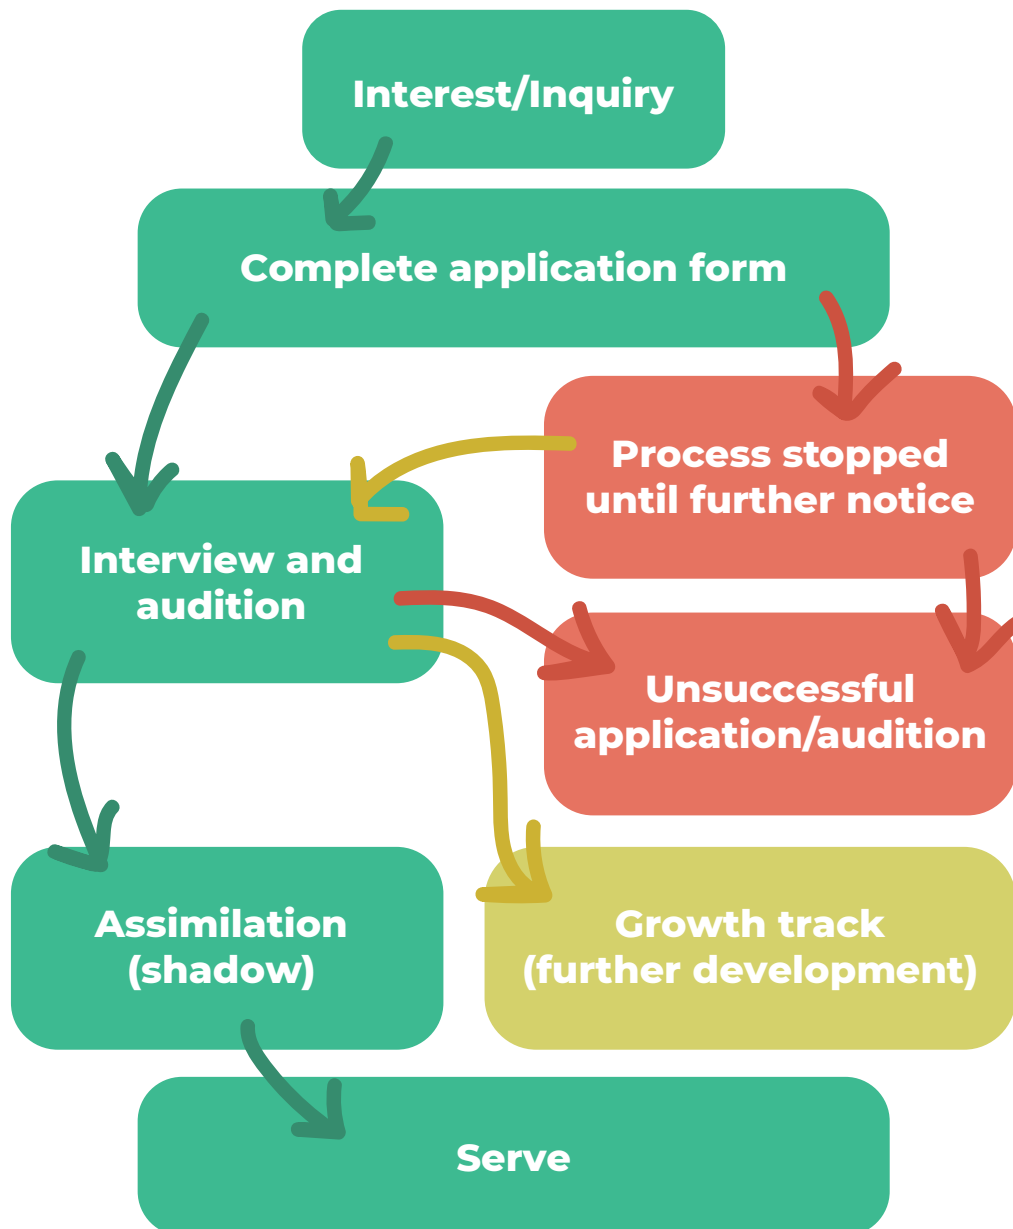 Interest/Inquiry
Complete application form
Process stopped
until further notice
Interview and
audition
Unsuccessful
application/audition
Assimilation
(shadow)
Growth track
(further development)
Serve